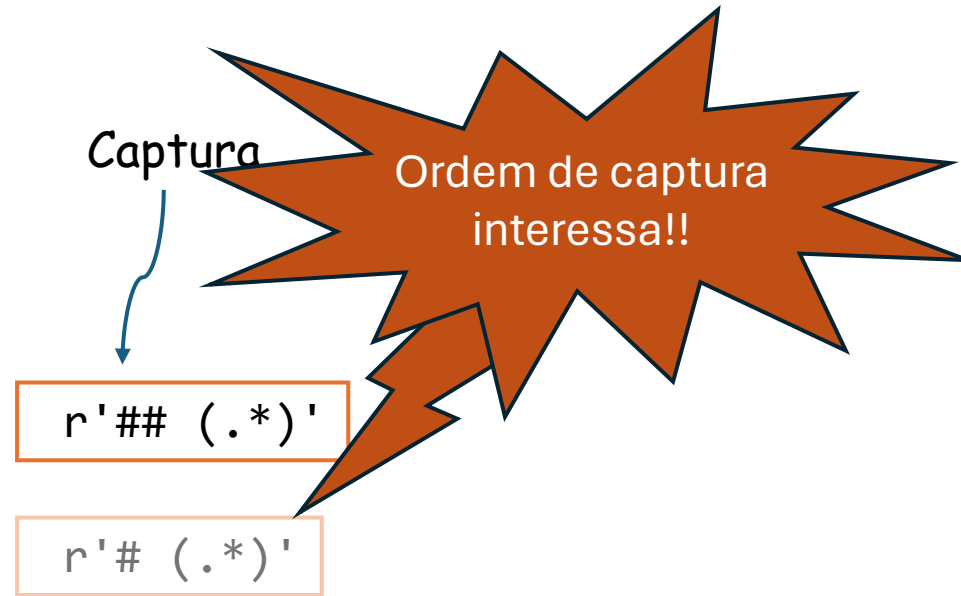 Captura
Ordem de captura
interessa!!
r'## (.*)'
r'# (.*)'